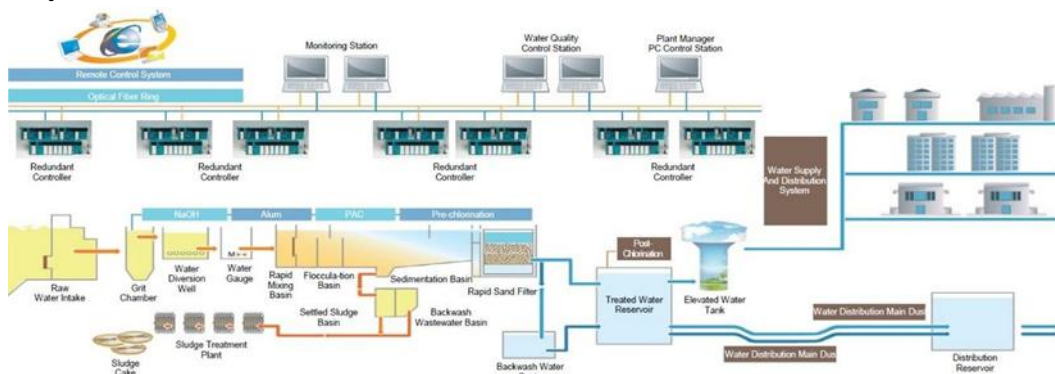 Monitoring Station
Water Quality
Control Station
Plant Manager
PC Control Station
Remote Control System
Optical Fiber Ring
Redundant
Controller
Redundant
Controller
Redundant
Controller
Redundant
Controller
Water Supply
And Distribution
System
NaOH
Alum
PAC
Pre-chlorination
Raw
Water Intake
Grit
Chamber
Water
Diversion
Well
M
Water
Gauge
Rapid
Mixing
Basin
Floccula-tion
Basin
Sedimentation Basin
Rapid Sand Filter
Post-
Chlorination
Treated Water
Reservoir
Elevated Water
Tank
Settled Sludge
Basin
Backwash
Wastewater Basin
Sludge Treatment
Plant
Sludge
Cake
Backwash Water
Water Distribution Main Dus
Water Distribution Main Dus
Distribution
Reservoir